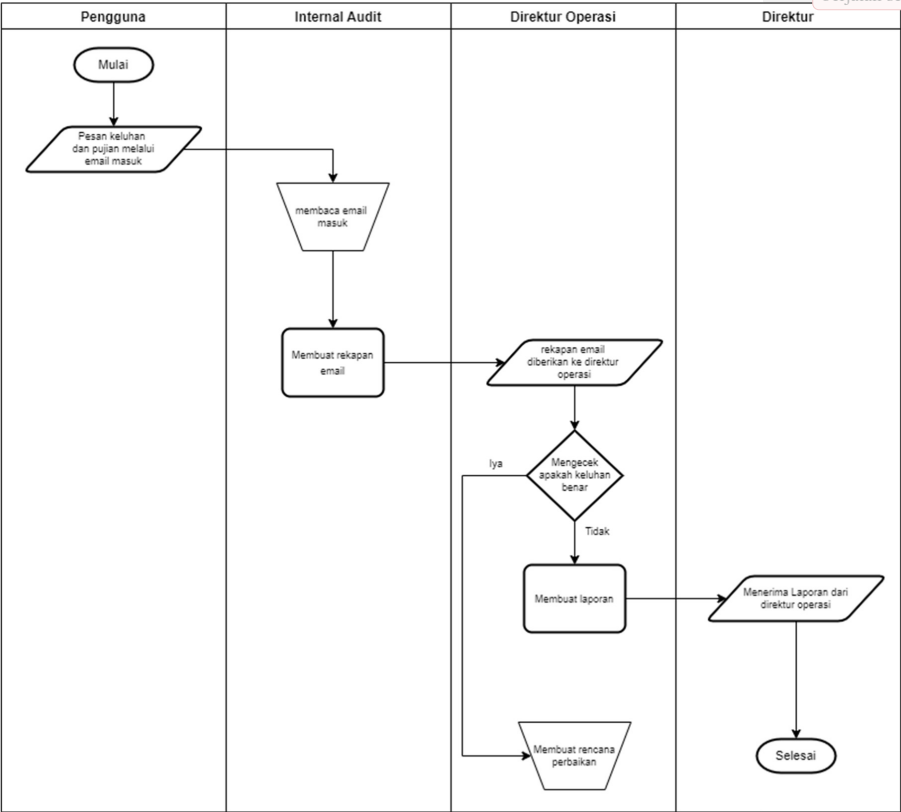 Pengguna
Internal Audit
Direktur Operasi
Direktur
Mulai
Pesan keluhan
dan pujian melalui
email masuk
membaca email
masuk
Membuat rekapan
email
rekapan email
diberikan ke direktur
operasi
Iya
Mengecek
apakah keluhan
benar
Tidak
Membuat laporan
Menerima Laporan dari
direktur operasi
Membuat rencana
perbaikan
Selesai